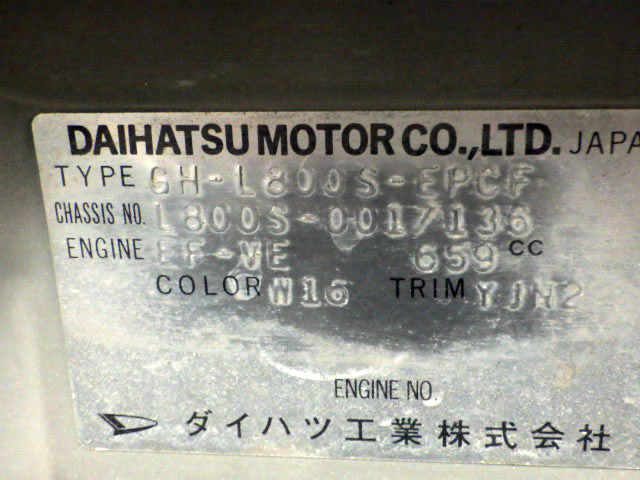 DAIHATSU MOTOR CO.,LTD. JAPA
TYPE GH-L800S-EPCF
CHASSIS NO. L800S-0017136
ENGINE EF-VE 659 CC
COLOR W16 TRIM
ENGINE NO.
ダイハツ工業株式会社